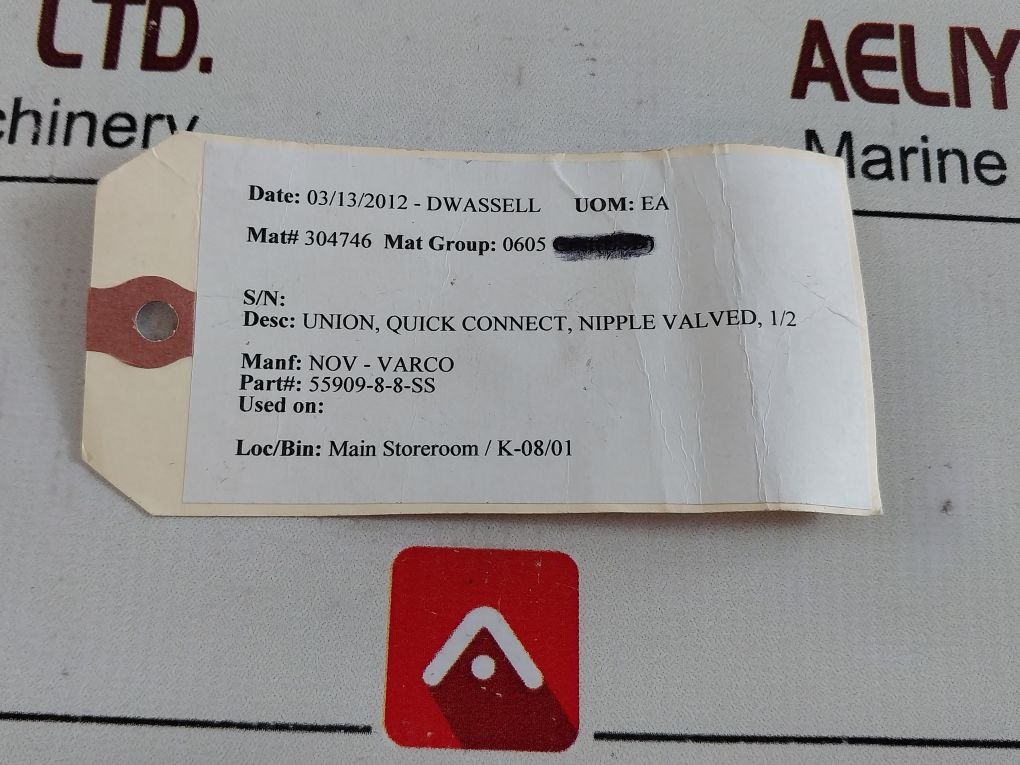 LTD.
AELIY
chinery
Marine
Date: 03/13/2012 - DWASSELL UOM: EA
Mat# 304746 Mat Group: 0605
S/N:
Desc: UNION, QUICK CONNECT, NIPPLE VALVED, 1/2
Manf: NOV - VARCO
Part#: 55909-8-8-SS
Used on:
Loc/Bin: Main Storeroom / K-08/01